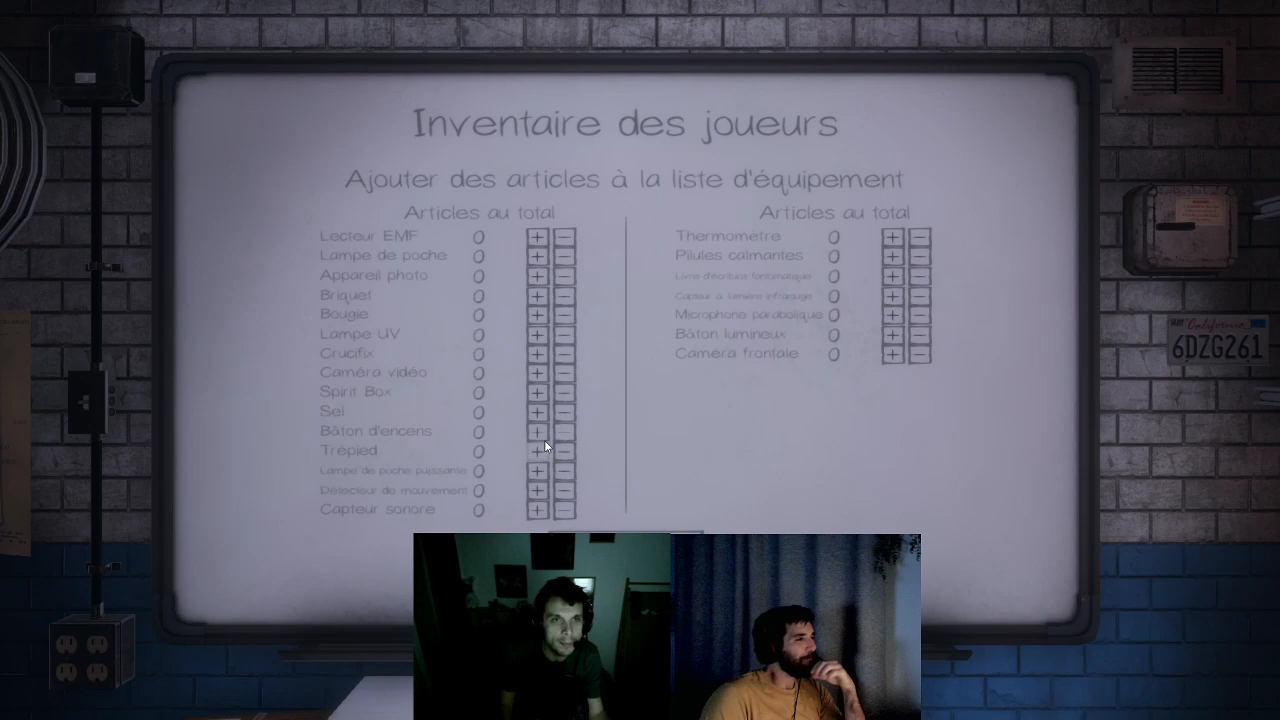 Inventaire des joueurs
Ajouter des articles à la liste d'équipement
Articles au total
Lecteur EMF 0 + -
Lampe de poche 0 + -
Appareil photo 0 + -
Briquet 0 + -
Bougie 0 + -
Lampe UV 0 + -
Crucifix 0 + -
Caméra vidéo 0 + -
Spirit Box 0 + -
Sel 0 + -
Bâton d'encens 0 + -
Trépied 0 + -
Lampe de poche puissante 0 + -
Détecteur de mouvement 0 + -
Capteur sonore 0 + -
Articles au total
Thermomètre 0 + -
Pilules calmantes 0 + -
Livre d'écriture fantomatique 0 + -
Capteur à lumière infrarouge 0 + -
Microphone parabolique 0 + -
Bâton lumineux 0 + -
Caméra frontale 0 + -
California
6DZG261